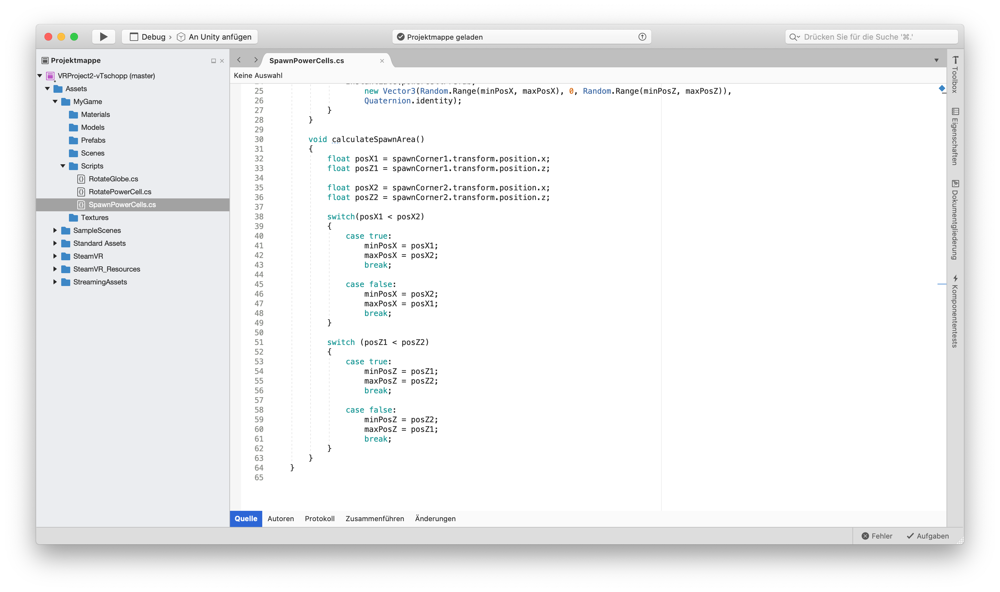 Debug › An Unity anfügen
Projektmappe geladen
Drücken Sie für die Suche '⌘.'
Projektmappe
VRProject2-vTschopp (master)
Assets
MyGame
Materials
Models
Prefabs
Scenes
Scripts
RotateGlobe.cs
RotatePowerCell.cs
SpawnPowerCells.cs
Textures
SampleScenes
Standard Assets
SteamVR
SteamVR_Resources
StreamingAssets
SpawnPowerCells.cs
Keine Auswahl
25 new Vector3(Random.Range(minPosX, maxPosX), 0, Random.Range(minPosZ, maxPosZ)),
26 Quaternion.identity);
27 }
28 }
29
30 void calculateSpawnArea()
31 {
32 float posX1 = spawnCorner1.transform.position.x;
33 float posZ1 = spawnCorner1.transform.position.z;
34
35 float posX2 = spawnCorner2.transform.position.x;
36 float posZ2 = spawnCorner2.transform.position.z;
37
38 switch(posX1 < posX2)
39 {
40 case true:
41 minPosX = posX1;
42 maxPosX = posX2;
43 break;
44
45 case false:
46 minPosX = posX2;
47 maxPosX = posX1;
48 break;
49 }
50
51 switch (posZ1 < posZ2)
52 {
53 case true:
54 minPosZ = posZ1;
55 maxPosZ = posZ2;
56 break;
57
58 case false:
59 minPosZ = posZ2;
60 maxPosZ = posZ1;
61 break;
62 }
63 }
64 }
65
Quelle Autoren Protokoll Zusammenführen Änderungen
Toolbox
Eigenschaften
Dokumentgliederung
Komponententests
Fehler Aufgaben